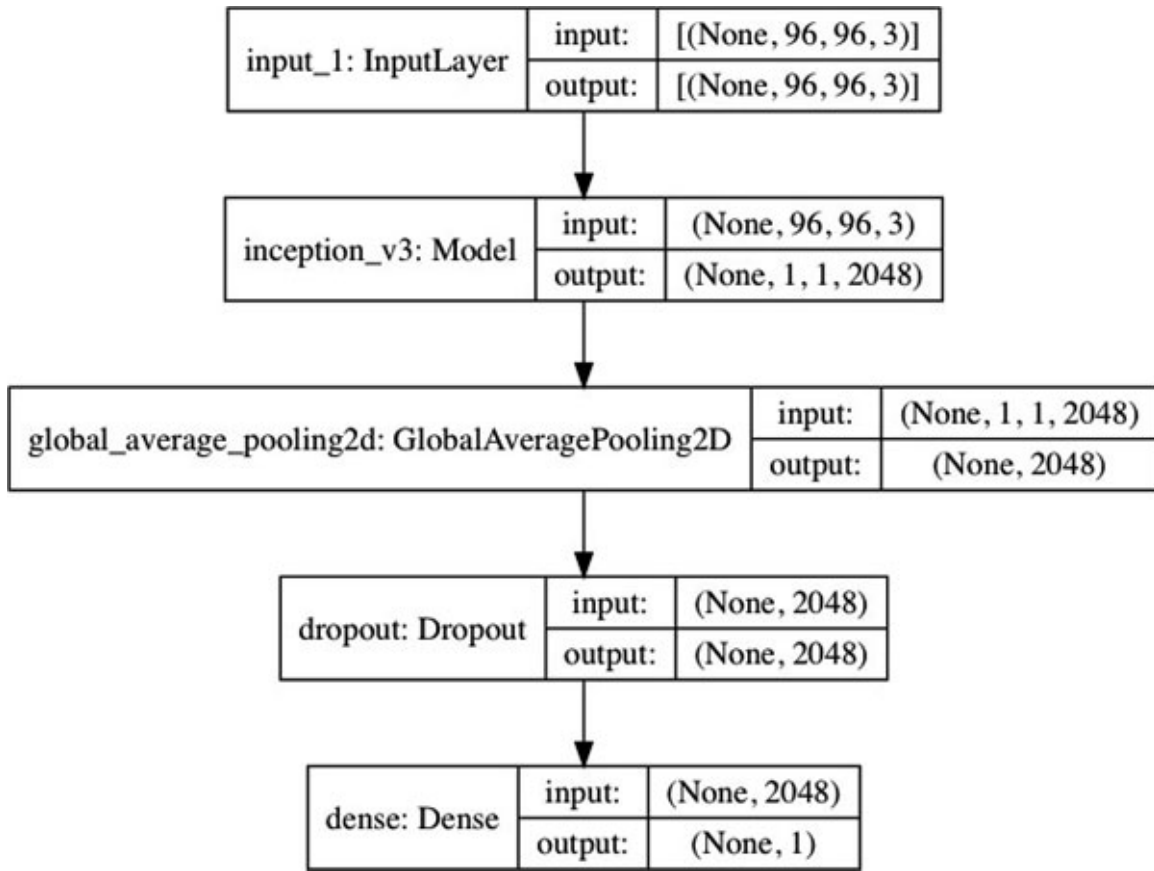 input_1: InputLayer
input: [(None, 96, 96, 3)]
output: [(None, 96, 96, 3)]
inception_v3: Model
input: (None, 96, 96, 3)
output: (None, 1, 1, 2048)
global_average_pooling2d: GlobalAveragePooling2D
input: (None, 1, 1, 2048)
output: (None, 2048)
dropout: Dropout
input: (None, 2048)
output: (None, 2048)
dense: Dense
input: (None, 2048)
output: (None, 1)